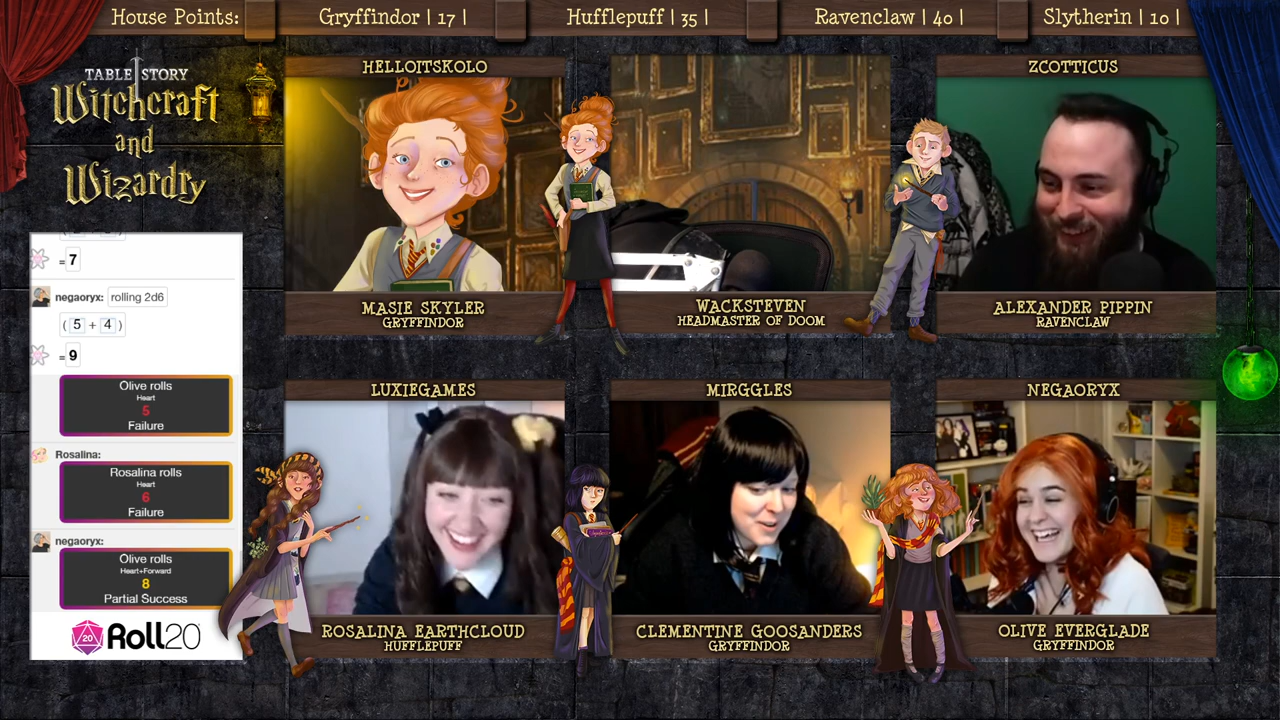 House Points:
Gryffindor | 17 |
Hufflepuff | 35 |
Ravenclaw | 40 |
Slytherin | 10 |
TABLE STORY
Witchcraft
and
Wizardry
HELLOITSKOLO
MASIE SKYLER
GRYFFINDOR
WACKSTEVEN
HEADMASTER OF DOOM
ZCOTTICUS
ALEXANDER PIPPIN
RAVENCLAW
= 7
negaoryx: rolling 2d6
( 5 + 4 )
= 9
Olive rolls
Heart
5
Failure
Rosalina:
Rosalina rolls
Heart
6
Failure
negaoryx:
Olive rolls
Heart+Forward
8
Partial Success
20 Roll20
LUXIEGAMES
ROSALINA EARTHCLOUD
HUFFLEPUFF
MIRGGLES
CLEMENTINE GOOSANDERS
GRYFFINDOR
NEGAORYX
OLIVE EVERGLADE
GRYFFINDOR